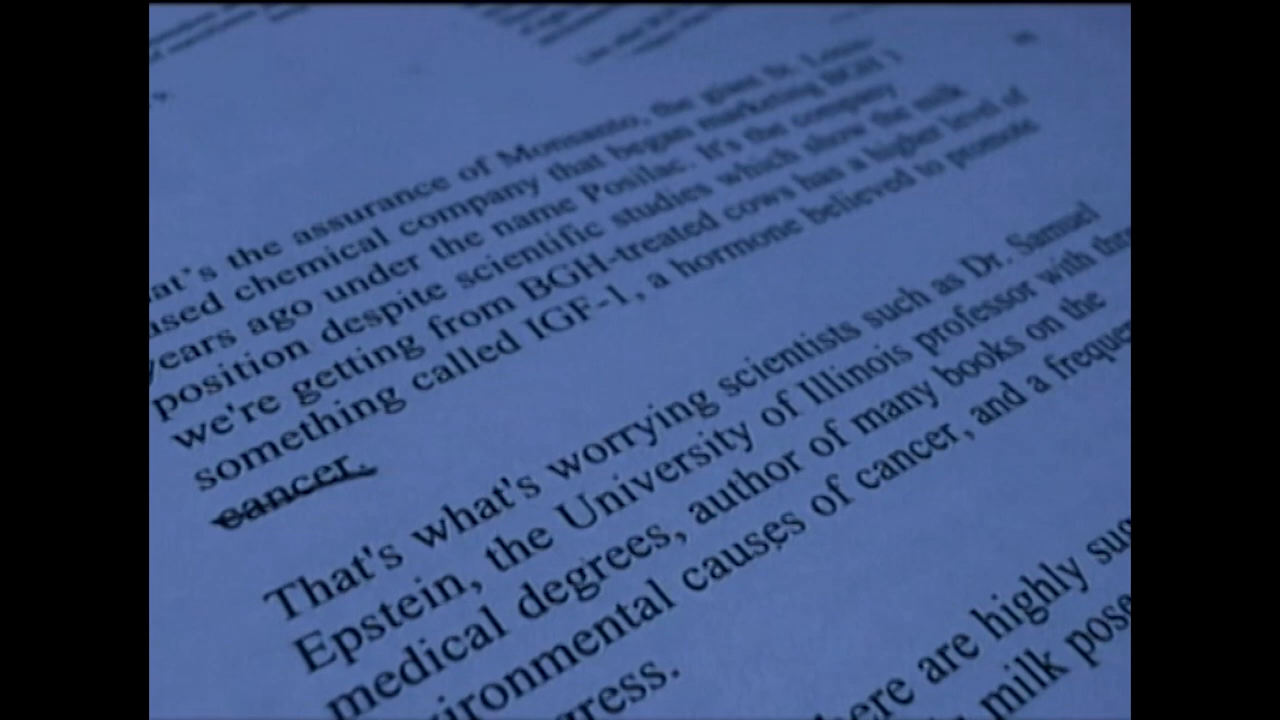 at's the assurance of Monsanto, the giant St. Louis-
ased chemical company that began marketing BGH 3
years ago under the name Posilac. It's the company
position despite scientific studies which show the milk
we're getting from BGH-treated cows has a higher level of
something called IGF-1, a hormone believed to promote
cancer.
That's what's worrying scientists such as Dr. Samuel
Epstein, the University of Illinois professor with thre
medical degrees, author of many books on the
ironmental causes of cancer, and a frequen
gress.
here are highly sug
milk pose